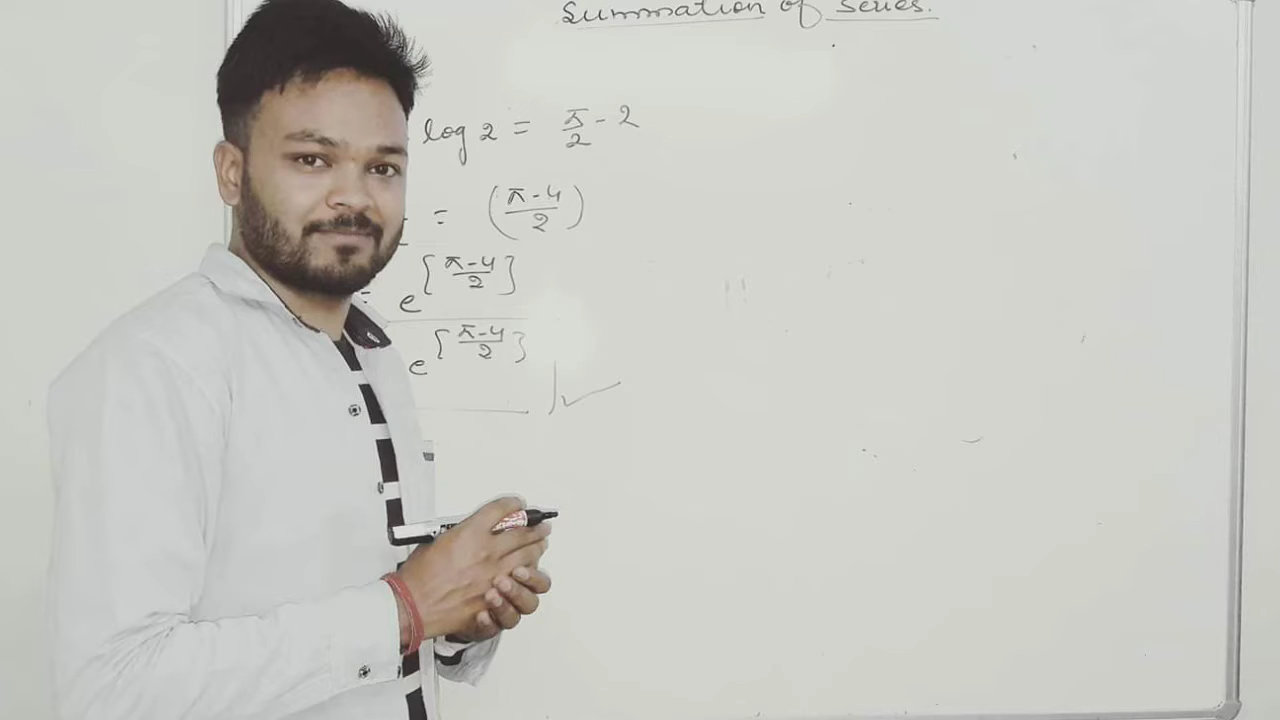 Summation of Series.
log 2 = π/2 - 2
= (π-4/2)
= e^{π-4/2}
e^{π-4/2}